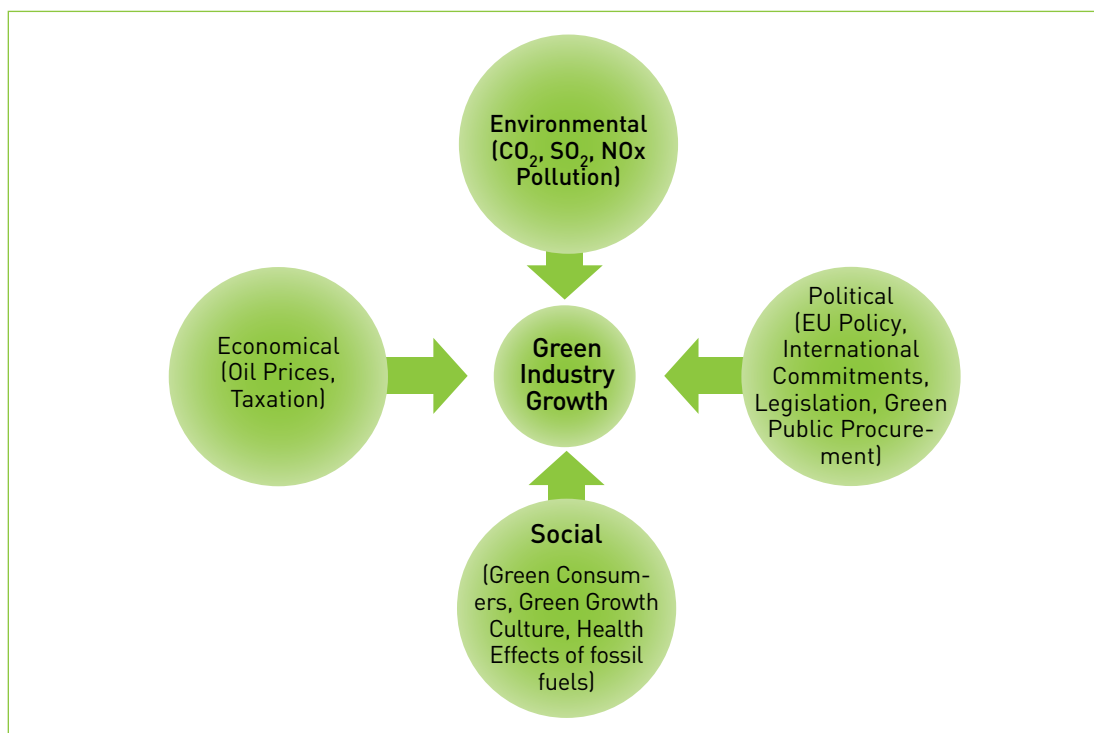 Environmental
(CO₂, SO₂, NOx
Pollution)
Economical
(Oil Prices,
Taxation)
Green
Industry
Growth
Political
(EU Policy,
International
Commitments,
Legislation, Green
Public Procure-
ment)
Social
(Green Consum-
ers, Green Growth
Culture, Health
Effects of fossil
fuels)